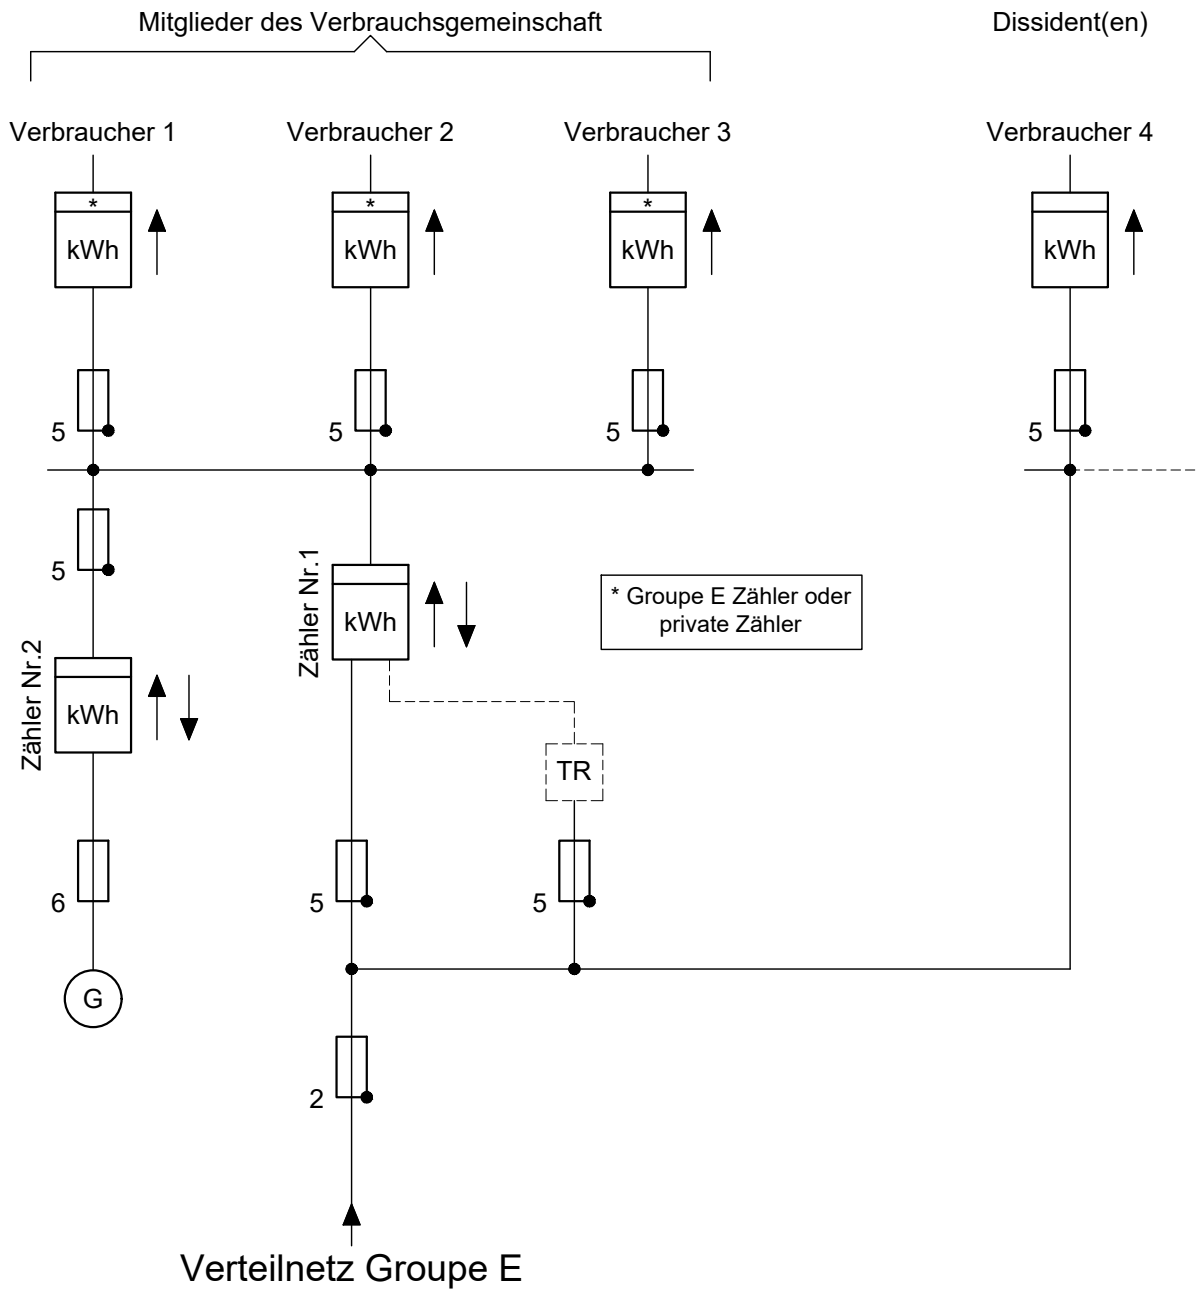 Mitglieder des Verbrauchsgemeinschaft
Dissident(en)
Verbraucher 1
Verbraucher 2
Verbraucher 3
Verbraucher 4
*
*
*
kWh
kWh
kWh
kWh
5
5
5
5
5
Zähler Nr.1
kWh
* Groupe E Zähler oder
private Zähler
Zähler Nr.2
kWh
TR
6
5
5
G
2
Verteilnetz Groupe E